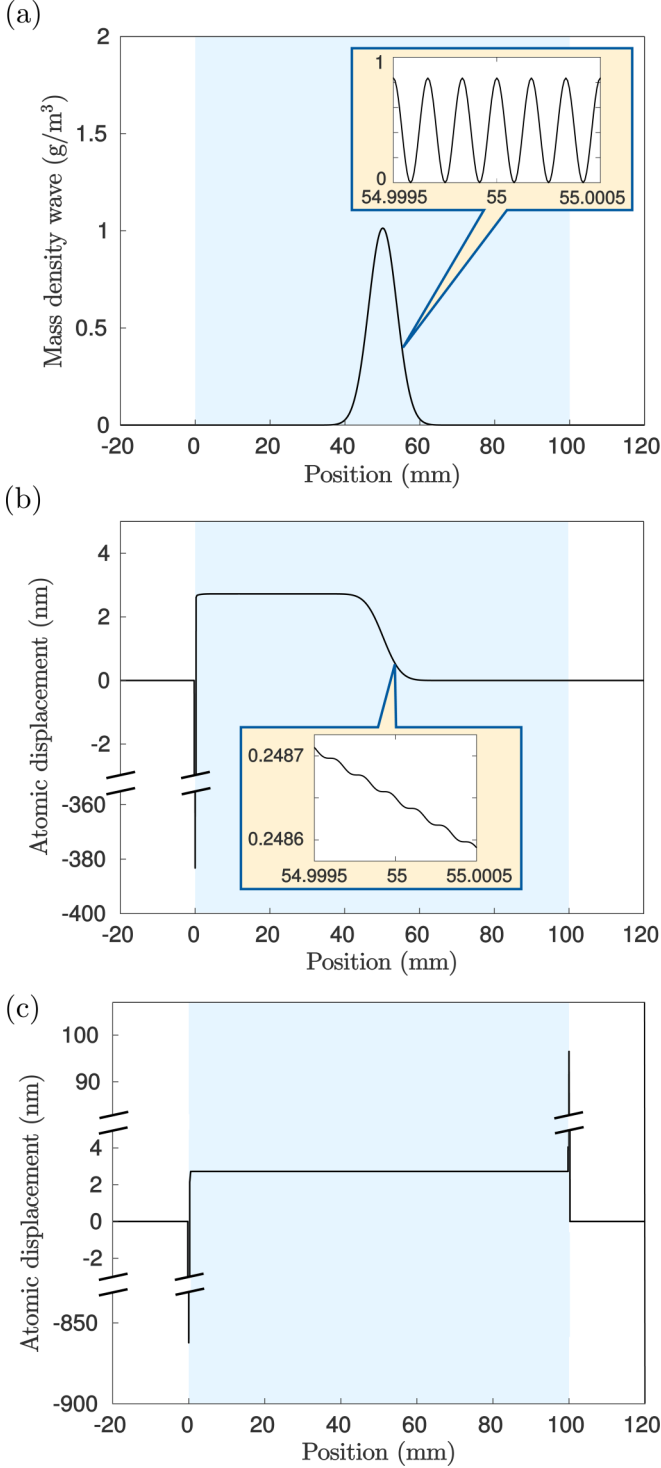 (a)
2
1.5
1
0.5
0
Mass density wave (g/m³)
1
0
54.9995 55 55.0005
-20 0 20 40 60 80 100 120
Position (mm)
(b)
4
2
0
-2
-360
-380
-400
Atomic displacement (nm)
0.2487
0.2486
54.9995 55 55.0005
-20 0 20 40 60 80 100 120
Position (mm)
(c)
100
90
4
2
0
-2
-850
-900
Atomic displacement (nm)
-20 0 20 40 60 80 100 120
Position (mm)